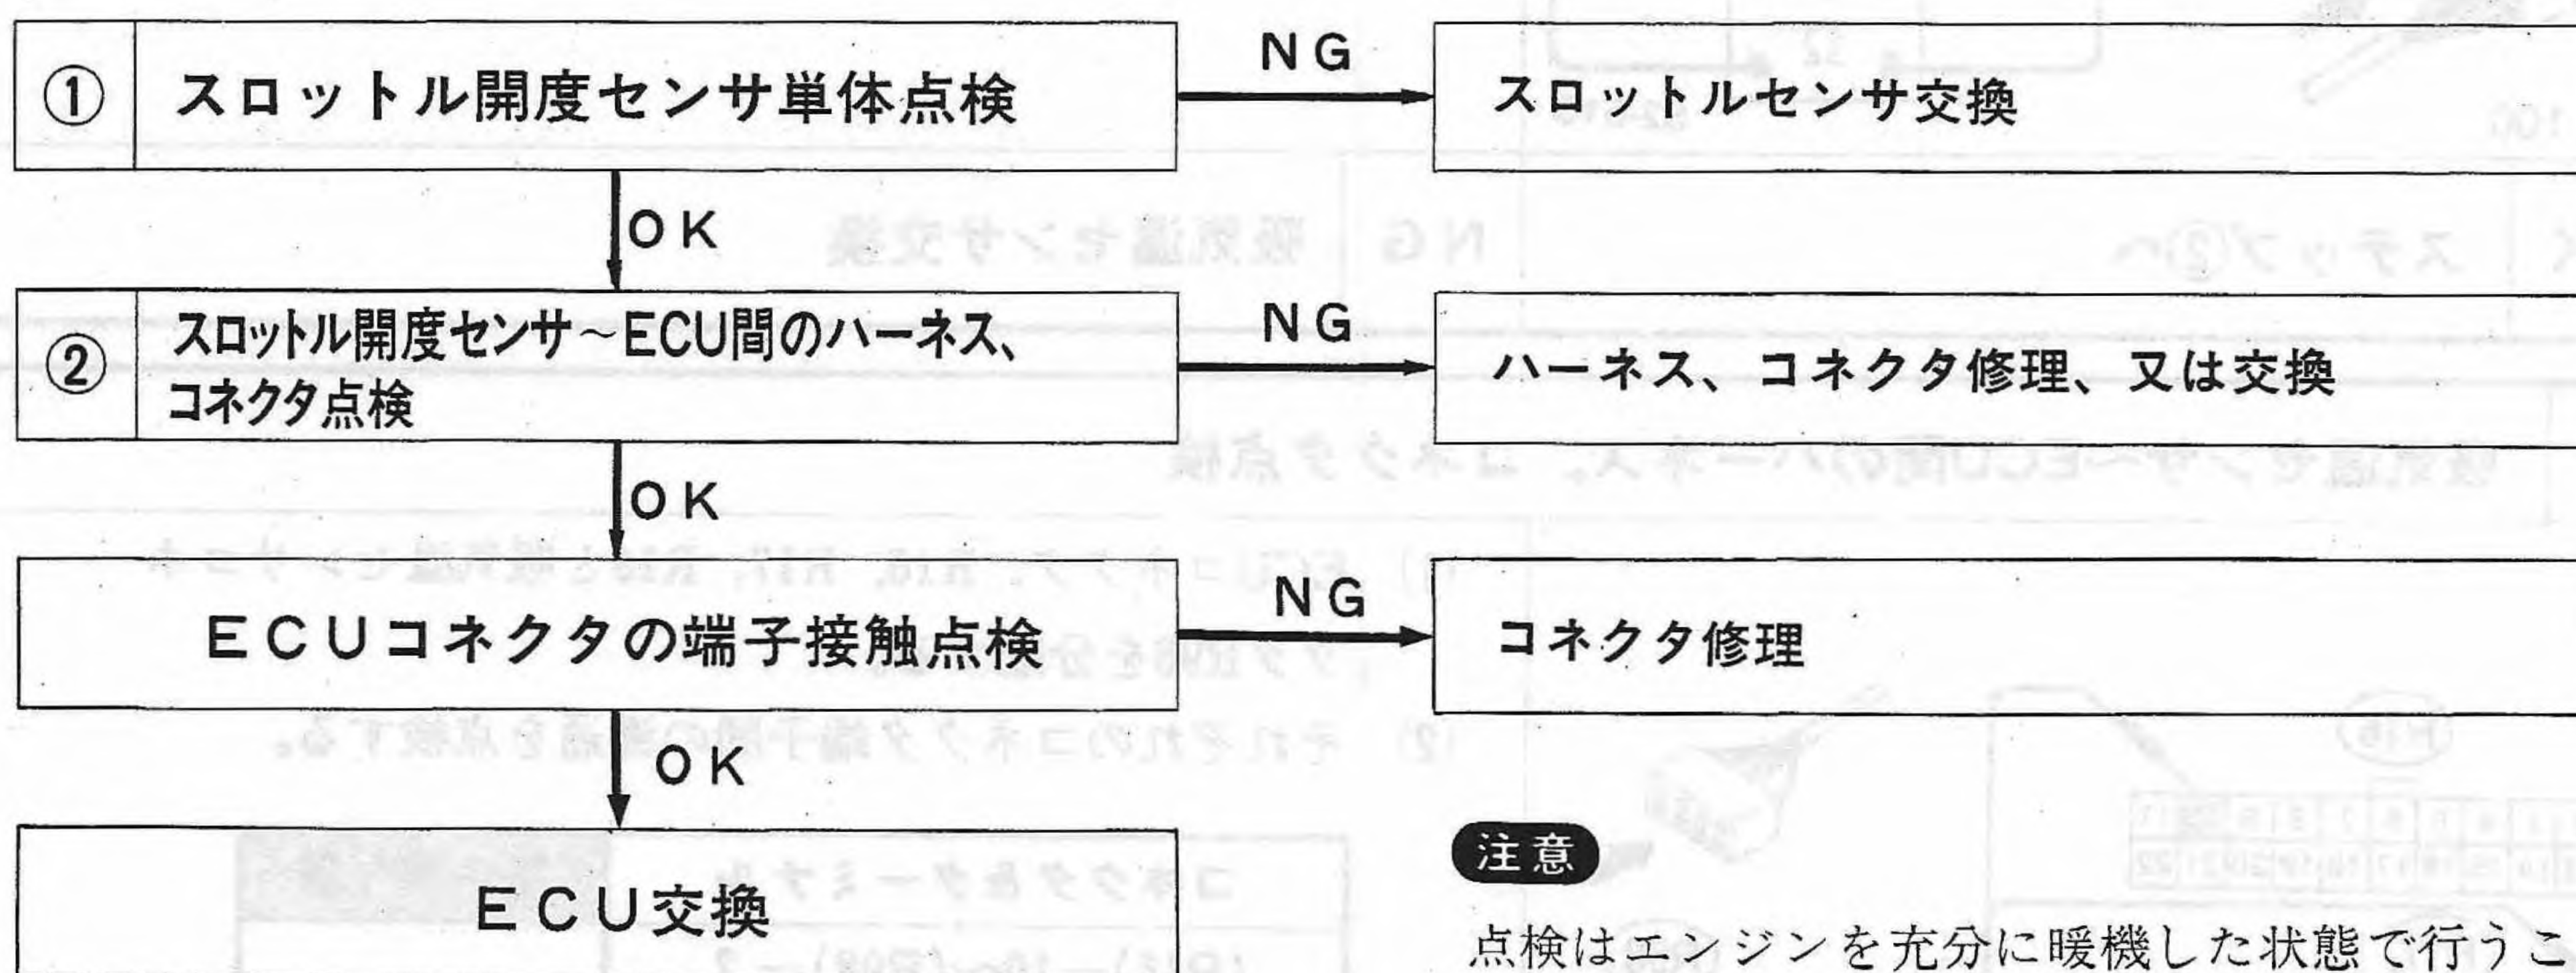 ① スロットル開度センサ単体点検
NG
スロットルセンサ交換
OK
② スロットル開度センサ～ECU間のハーネス、
コネクタ点検
NG
ハーネス、コネクタ修理、又は交換
OK
ECUコネクタの端子接触点検
NG
コネクタ修理
OK
ECU交換
注意
点検はエンジンを充分に暖機した状態で行うこ